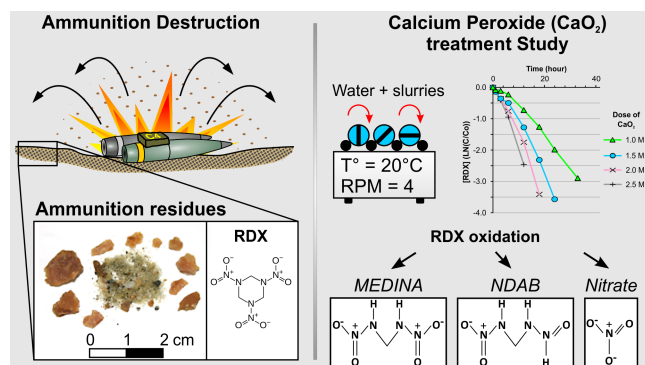 Ammunition Destruction
Ammunition residues
RDX
O⁻
N⁺
O
N
N
N
N⁺
O⁻
O
N⁺
O
O⁻
0 1 2 cm
Calcium Peroxide (CaO₂)
treatment Study
Water + slurries
T° = 20°C
RPM = 4
Time (hour)
0 20 40
0.0
-1.0
-2.0
-3.0
-4.0
[RDX] (LN(C/Co))
Dose of
CaO₂
1.0 M
1.5 M
2.0 M
2.5 M
RDX oxidation
MEDINA
NDAB
Nitrate
H H
O⁻ N N O⁻
N⁺ N⁺
O O
H H
O⁻ N N O
N⁺ N
O H
O⁻ N⁺ O
O⁻